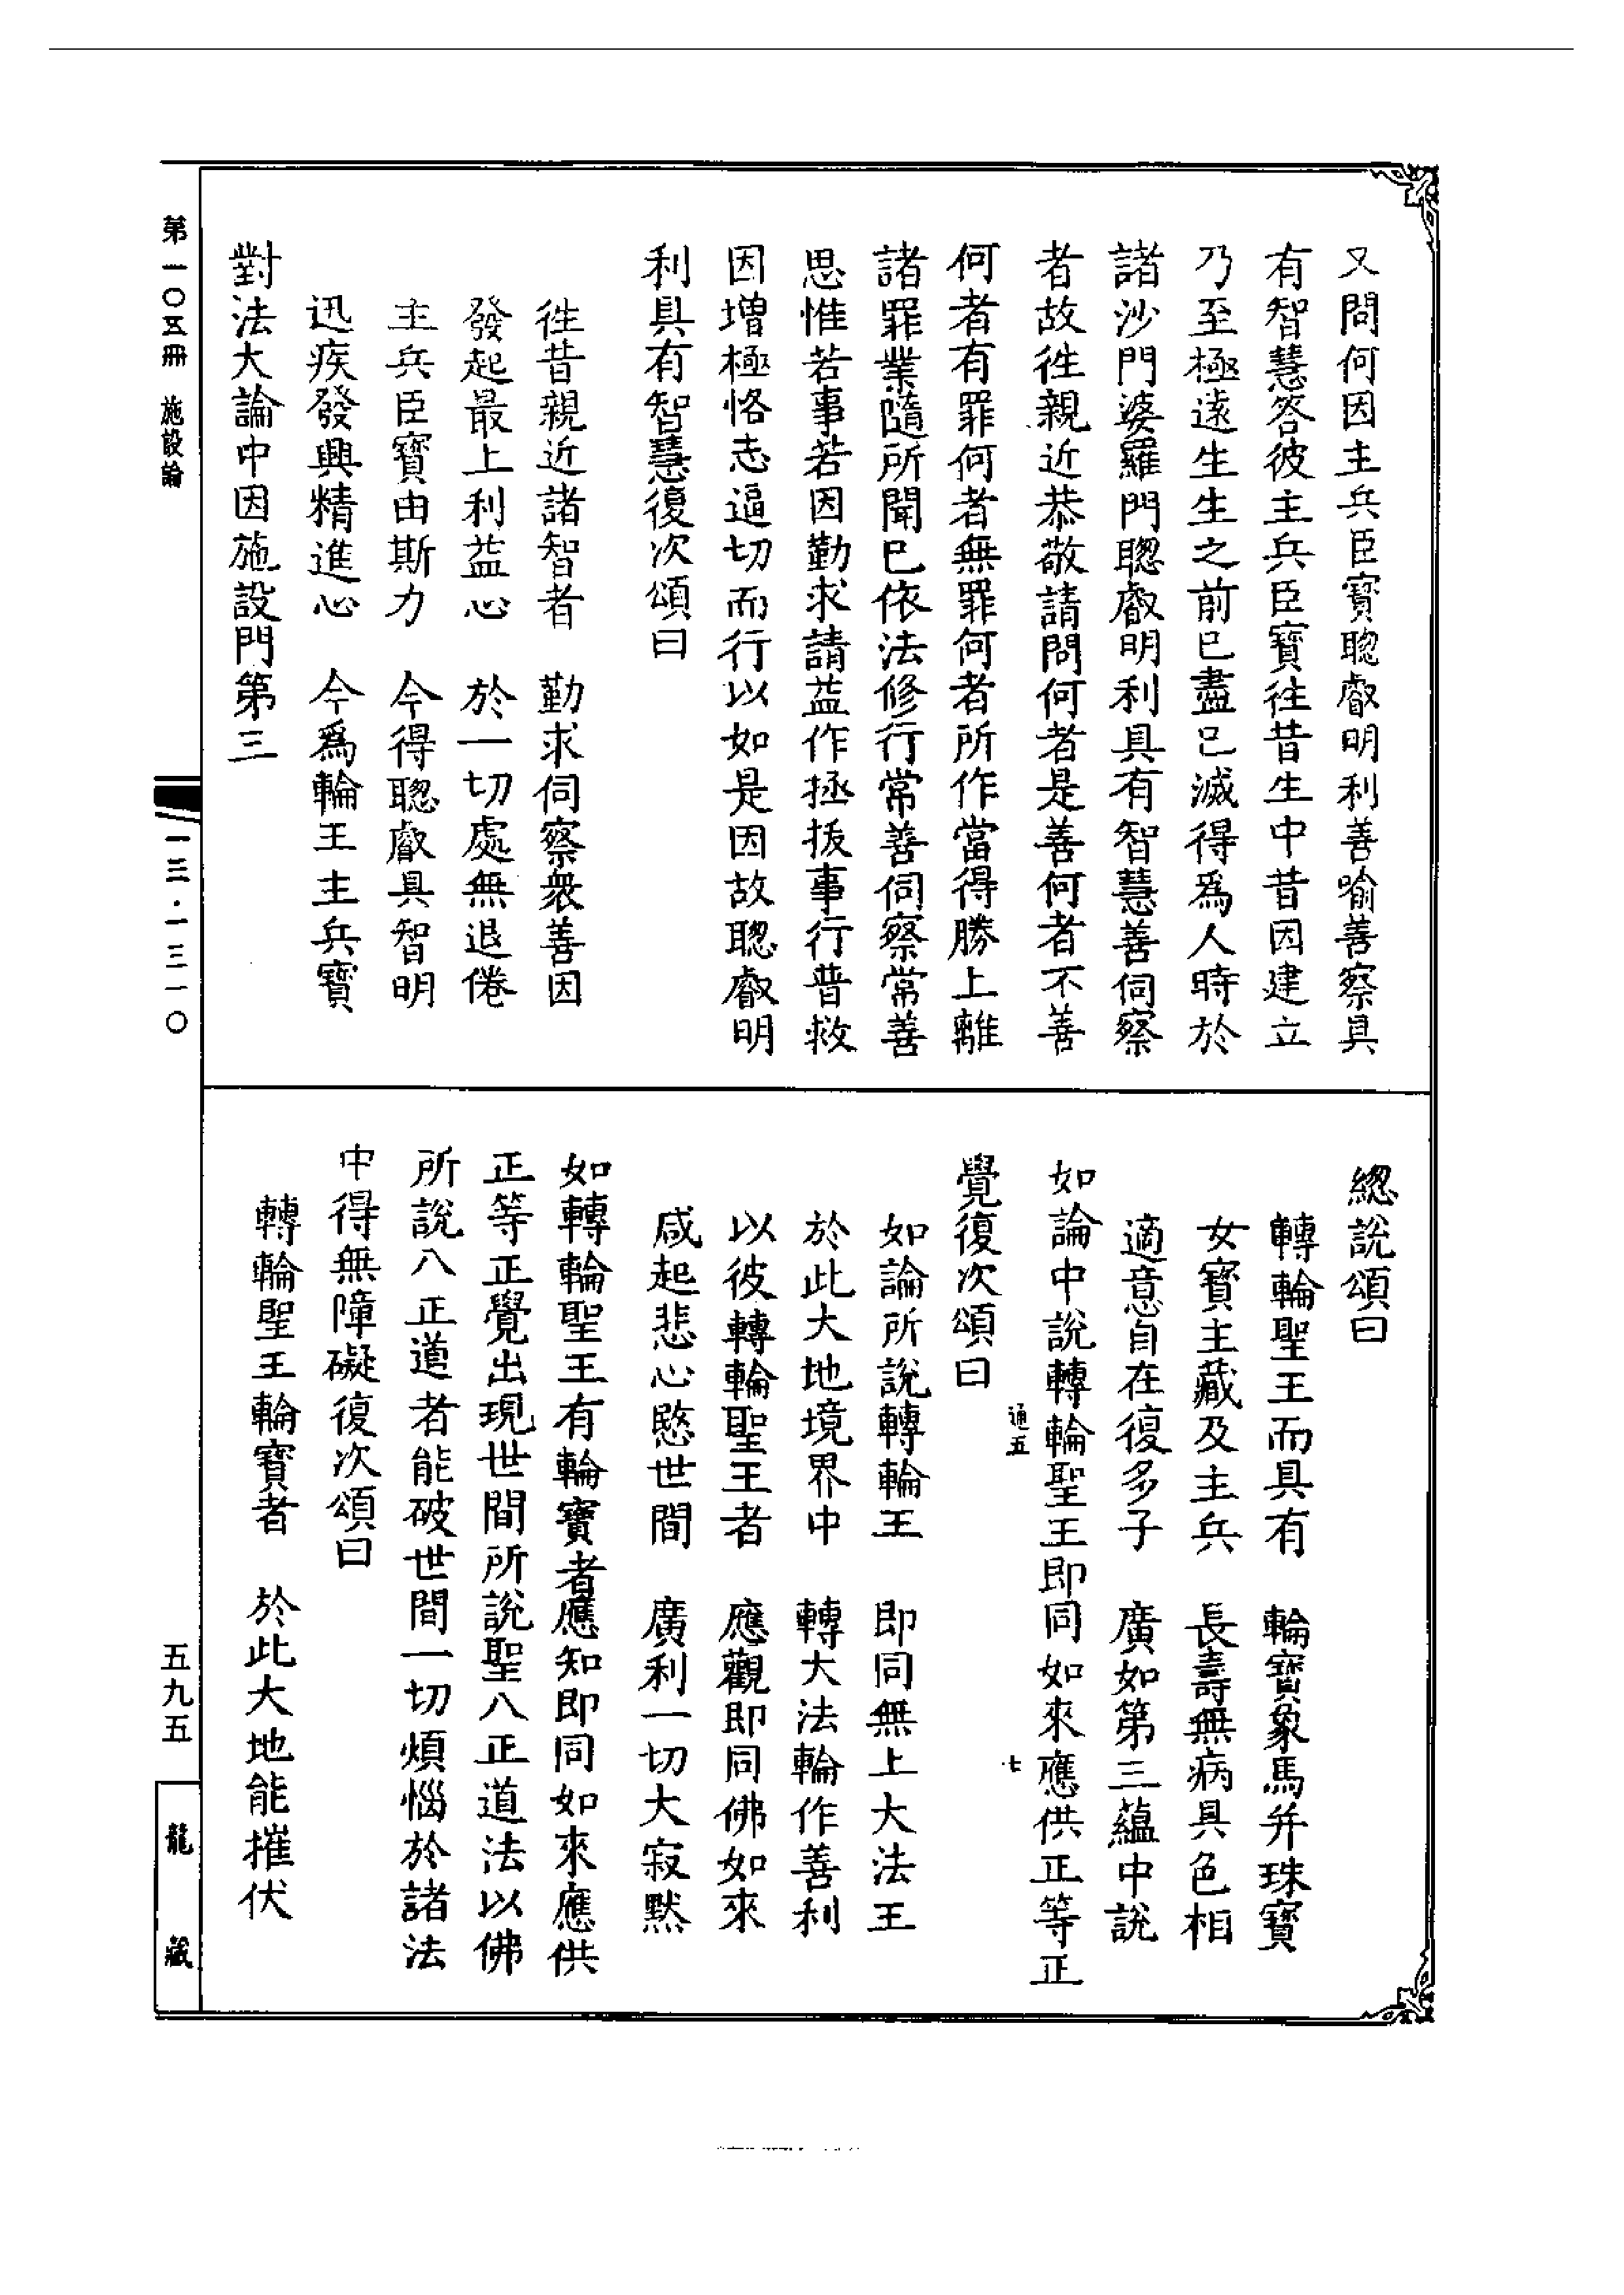 又問何因主兵臣寶聰叡明利善喻善察具
有智慧答彼主兵臣寶往昔生中昔因建立
乃至極遠生生之前已盡已滅得爲人時於
諸沙門婆羅門聰叡明利具有智慧善伺察
者故徃親近恭敬請問何者是善何者不善
何者有罪何者無罪何者所作當得勝上離
諸罪業隨所聞已依法修行常善伺察常善
思惟若事若因勤求請益作拯拔事行普救
因增極恪志逼切而行以如是因故聰叡明
利具有智慧復次頌曰
徃昔親近諸智者　勤求伺察衆善因
發起最上利益心　於一切處無退倦
主兵臣寶由斯力　今得聰叡具智明
迅疾發興精進心　今爲輪王主兵寶
對法大論中因施設門第三
總說頌曰
轉輪聖王而具有　輪寶象馬并珠寶
女寶主藏及主兵　長壽無病具色相
適意自在復多子　廣如第三蘊中說
如論中說轉輪聖王即同如來應供正等正
通五　七
覺復次頌曰
如論所說轉輪王　即同無上大法王
於此大地境界中　轉大法輪作善利
以彼轉輪聖王者　應觀即同佛如來
咸起悲心愍世間　廣利一切大寂默
如轉輪聖王有輪寶者應知即同如來應供
正等正覺出現世間所說聖八正道法以佛
所說八正道者能破世間一切煩惱於諸法
中得無障礙復次頌曰
轉輪聖王輪寶者　於此大地能摧伏
第一〇五冊　施設論
一三·一三一〇
五九五
龍藏